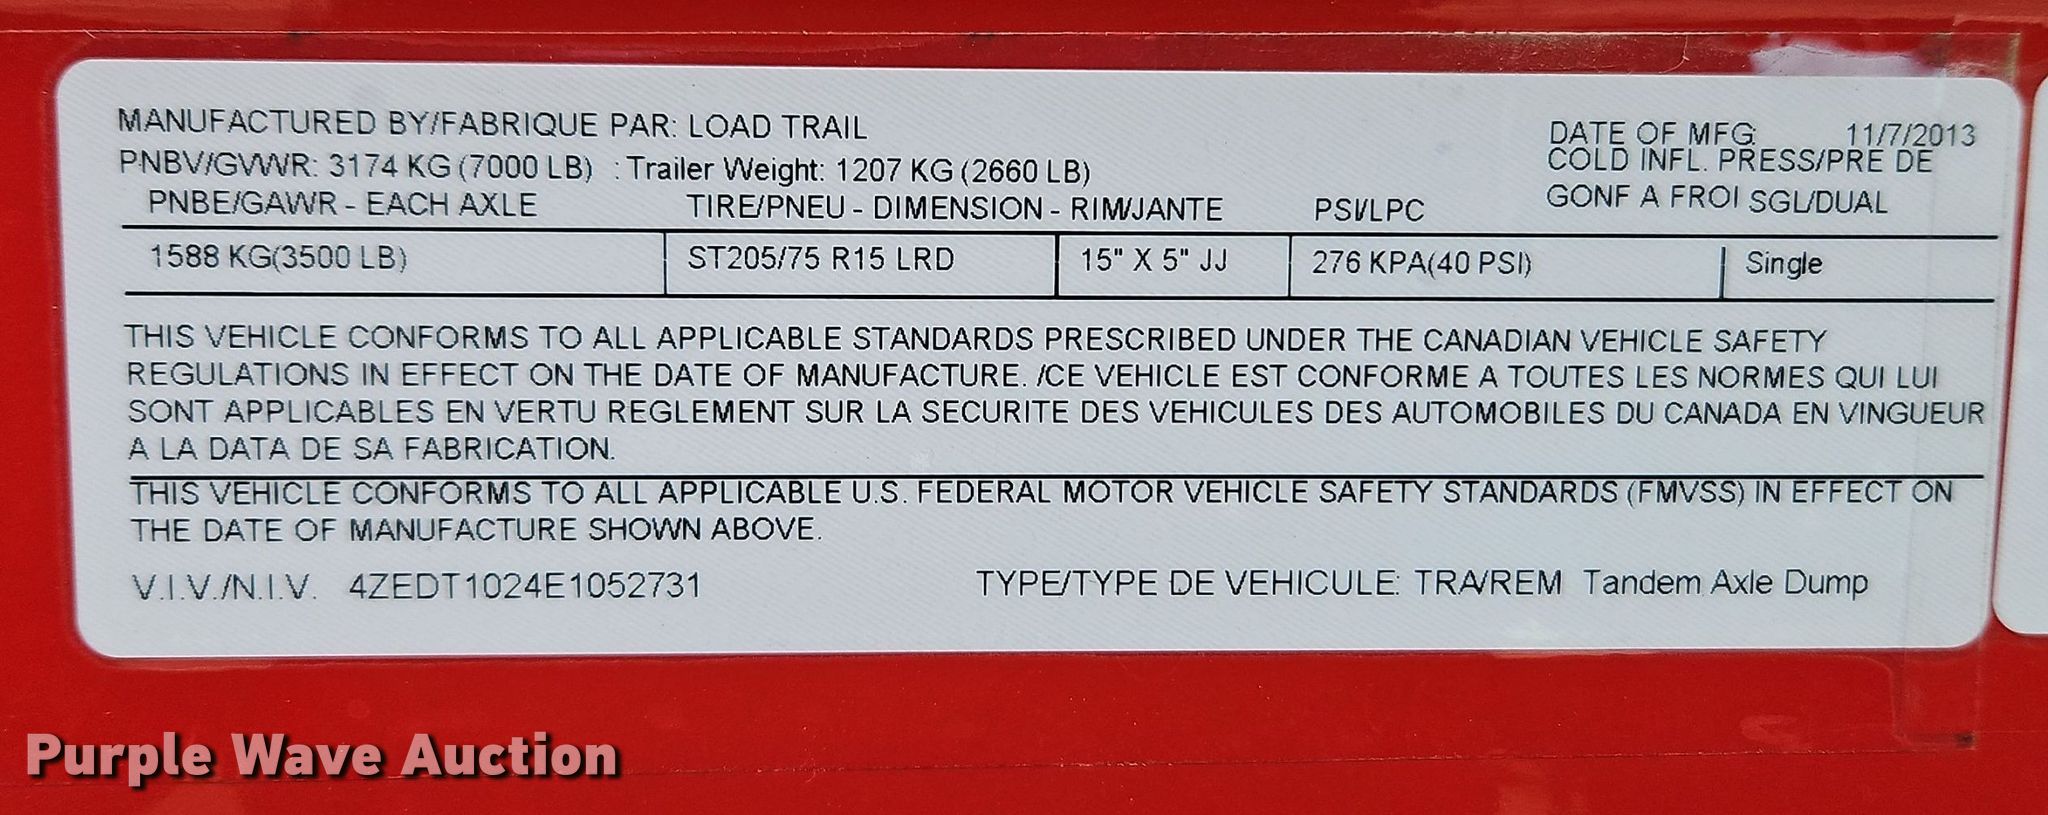 MANUFACTURED BY/FABRIQUE PAR: LOAD TRAIL
DATE OF MFG: 11/7/2013
PNBV/GVWR: 3174 KG (7000 LB) : Trailer Weight: 1207 KG (2660 LB)
COLD INFL. PRESS/PRE DE
GONF A FROI SGL/DUAL
PNBE/GAWR - EACH AXLE TIRE/PNEU - DIMENSION - RIM/JANTE PSI/LPC
1588 KG(3500 LB) ST205/75 R15 LRD 15" X 5" JJ 276 KPA(40 PSI) Single
THIS VEHICLE CONFORMS TO ALL APPLICABLE STANDARDS PRESCRIBED UNDER THE CANADIAN VEHICLE SAFETY
REGULATIONS IN EFFECT ON THE DATE OF MANUFACTURE. /CE VEHICLE EST CONFORME A TOUTES LES NORMES QUI LUI
SONT APPLICABLES EN VERTU REGLEMENT SUR LA SECURITE DES VEHICULES DES AUTOMOBILES DU CANADA EN VINGUEUR
A LA DATA DE SA FABRICATION.
THIS VEHICLE CONFORMS TO ALL APPLICABLE U.S. FEDERAL MOTOR VEHICLE SAFETY STANDARDS (FMVSS) IN EFFECT ON
THE DATE OF MANUFACTURE SHOWN ABOVE.
V.I.V./N.I.V. 4ZEDT1024E1052731 TYPE/TYPE DE VEHICULE: TRA/REM Tandem Axle Dump
Purple Wave Auction